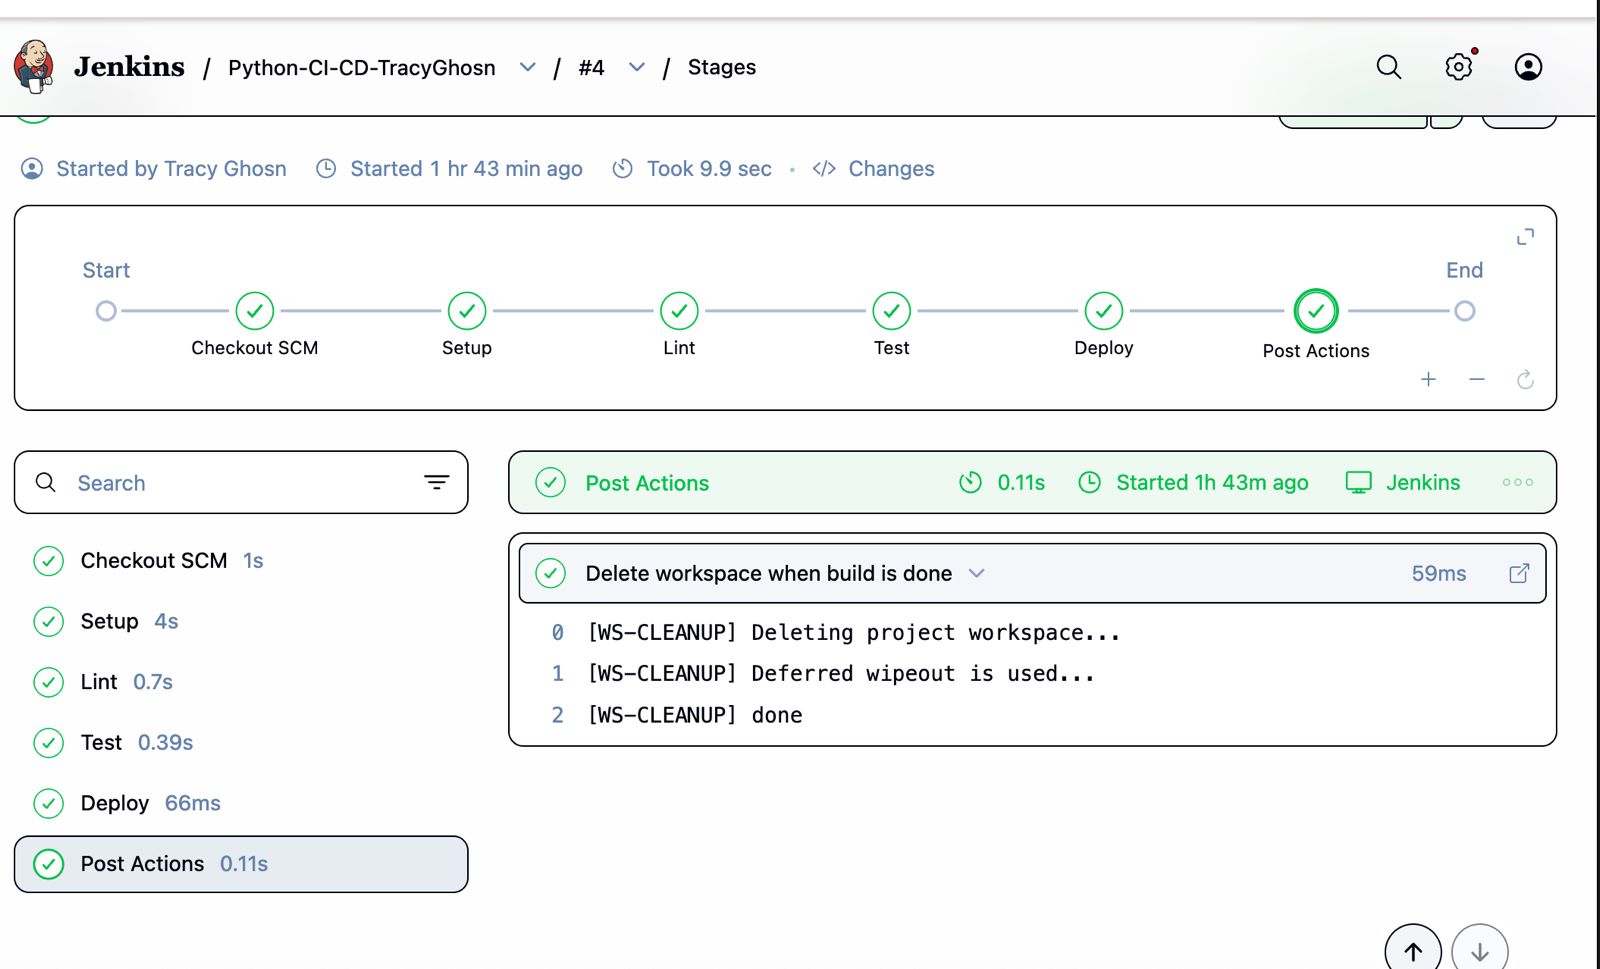 Jenkins / Python-CI-CD-TracyGhosn / #4 / Stages
Started by Tracy Ghosn Started 1 hr 43 min ago Took 9.9 sec · </> Changes
Start End
Checkout SCM Setup Lint Test Deploy Post Actions
Search
Checkout SCM 1s
Setup 4s
Lint 0.7s
Test 0.39s
Deploy 66ms
Post Actions 0.11s
Post Actions 0.11s Started 1h 43m ago Jenkins
Delete workspace when build is done 59ms
0 [WS-CLEANUP] Deleting project workspace...
1 [WS-CLEANUP] Deferred wipeout is used...
2 [WS-CLEANUP] done